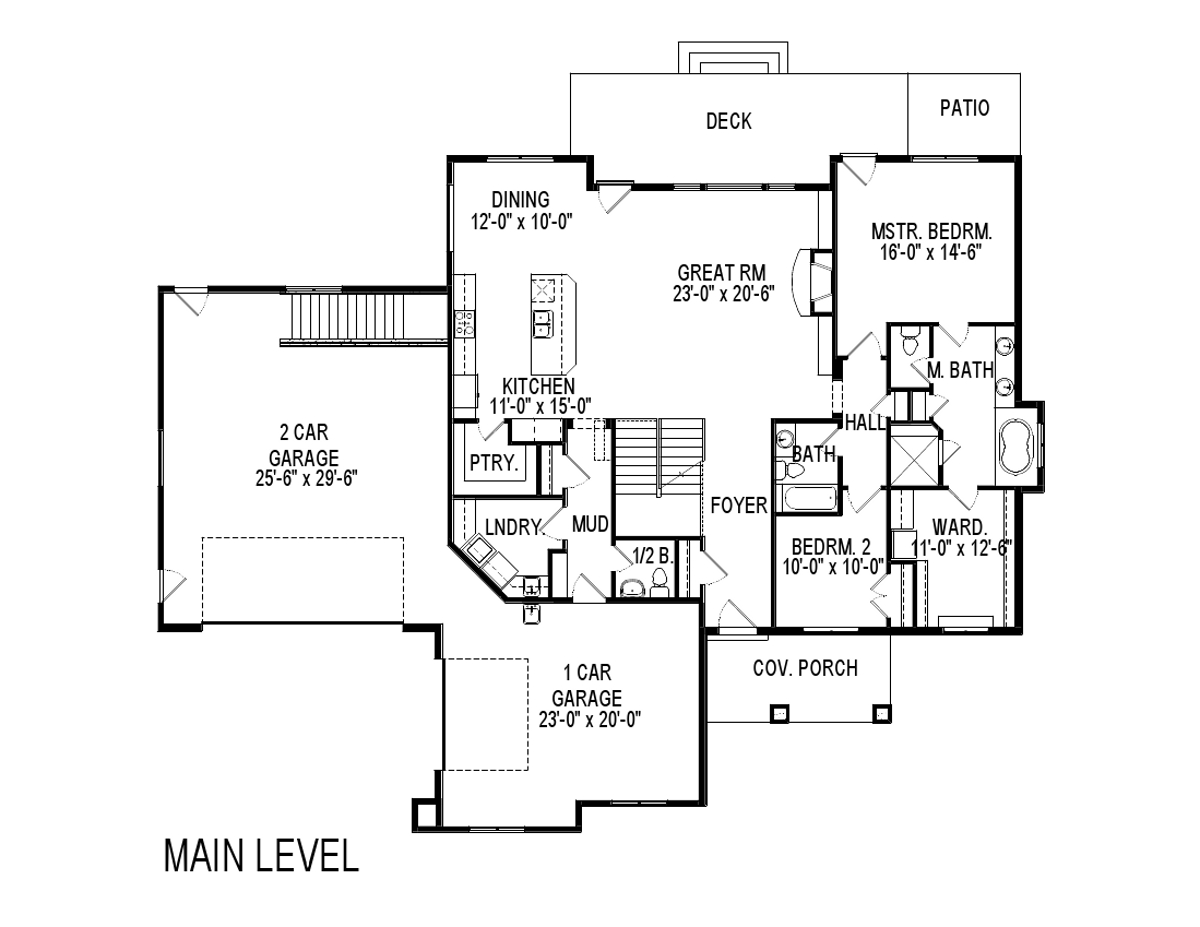 DECK
PATIO
DINING
12'-0" x 10'-0"
MSTR. BEDRM.
16'-0" x 14'-6"
GREAT RM
23'-0" x 20'-6"
M. BATH
KITCHEN
11'-0" x 15'-0"
HALL
2 CAR
GARAGE
25'-6" x 29'-6"
PTRY.
BATH
FOYER
LNDRY.
MUD
WARD.
11'-0" x 12'-6"
1/2 B.
BEDRM. 2
10'-0" x 10'-0"
1 CAR
GARAGE
23'-0" x 20'-0"
COV. PORCH
MAIN LEVEL